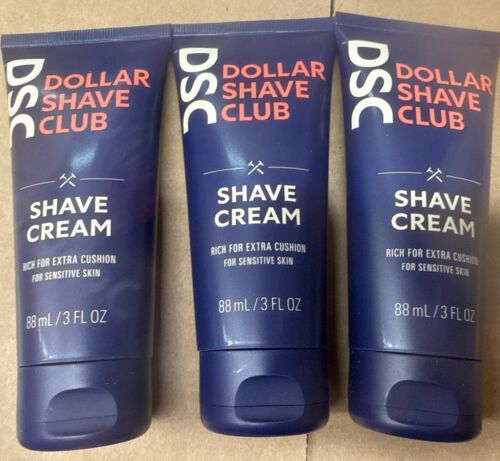 DSC
DOLLAR
SHAVE
CLUB
SHAVE
CREAM
RICH FOR EXTRA CUSHION
FOR SENSITIVE SKIN
88 mL / 3 FL OZ
DSC
DOLLAR
SHAVE
CLUB
SHAVE
CREAM
RICH FOR EXTRA CUSHION
FOR SENSITIVE SKIN
88 mL / 3 FL OZ
DSC
DOLLAR
SHAVE
CLUB
SHAVE
CREAM
RICH FOR EXTRA CUSHION
FOR SENSITIVE SKIN
88 mL / 3 FL OZ